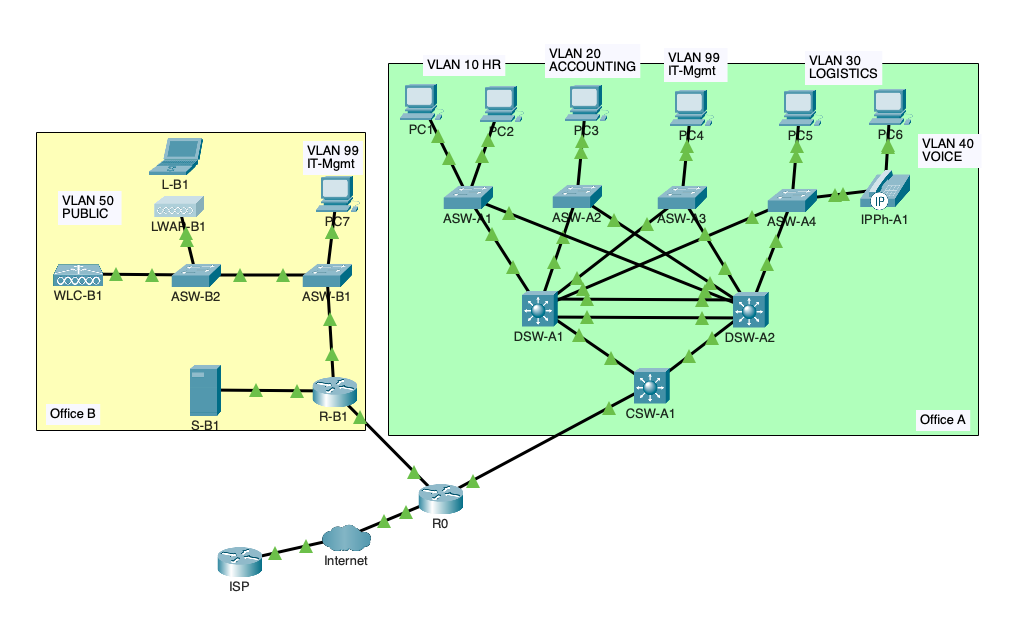 VLAN 10 HR
VLAN 20
ACCOUNTING
VLAN 99
IT-Mgmt
VLAN 30
LOGISTICS
PC1
PC2
PC3
PC4
PC5
PC6
VLAN 40
VOICE
ASW-A1
ASW-A2
ASW-A3
ASW-A4
IP
IPPh-A1
DSW-A1
DSW-A2
CSW-A1
Office A
VLAN 99
IT-Mgmt
L-B1
VLAN 50
PUBLIC
LWAP-B1
PC7
WLC-B1
ASW-B2
ASW-B1
S-B1
R-B1
Office B
R0
Internet
ISP